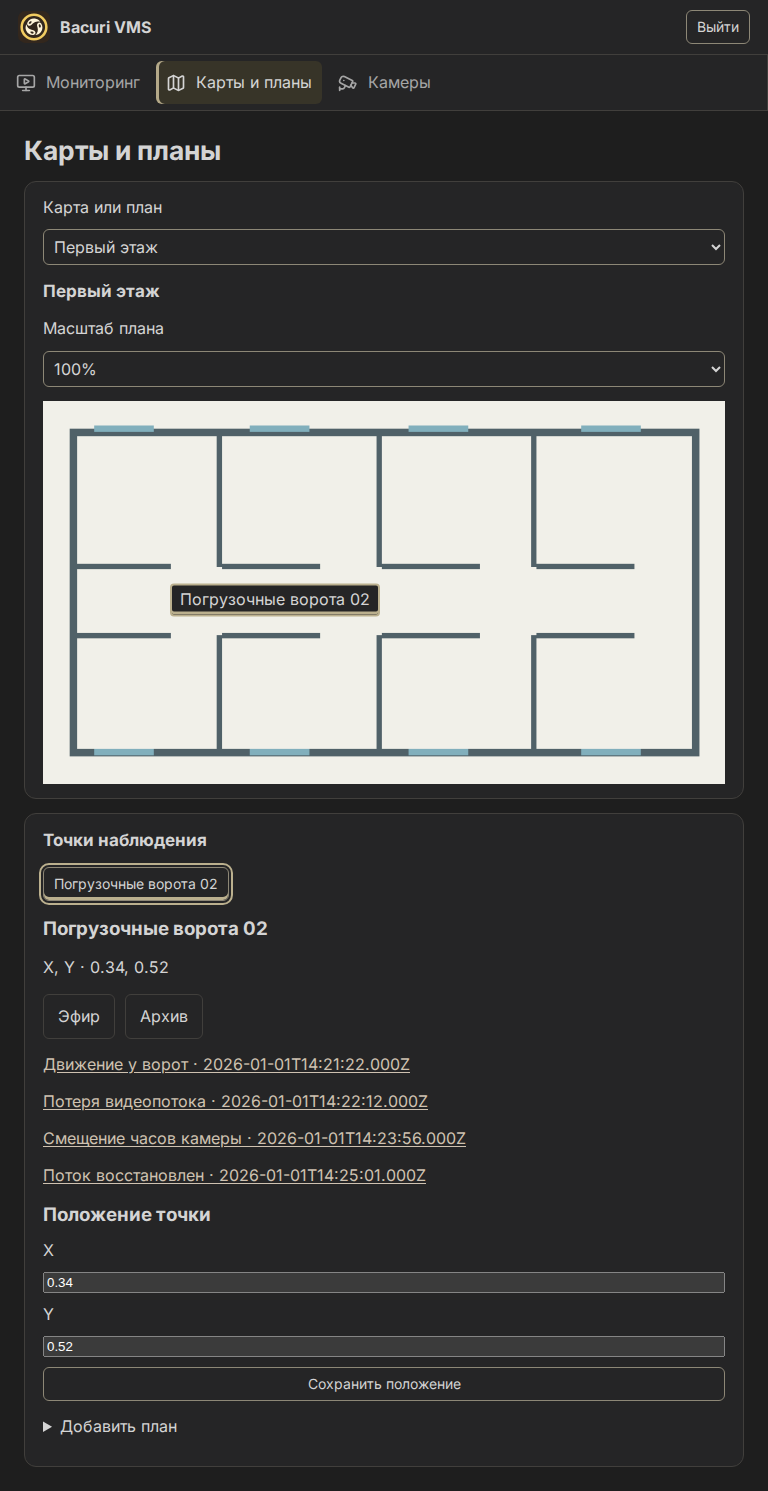 Bacuri VMS
Выйти
Мониторинг
Карты и планы
Камеры
Карты и планы
Карта или план
Первый этаж
Первый этаж
Масштаб плана
100%
Погрузочные ворота 02
Точки наблюдения
Погрузочные ворота 02
Погрузочные ворота 02
X, Y · 0.34, 0.52
Эфир
Архив
Движение у ворот · 2026-01-01T14:21:22.000Z
Потеря видеопотока · 2026-01-01T14:22:12.000Z
Смещение часов камеры · 2026-01-01T14:23:56.000Z
Поток восстановлен · 2026-01-01T14:25:01.000Z
Положение точки
X
0.34
Y
0.52
Сохранить положение
Добавить план